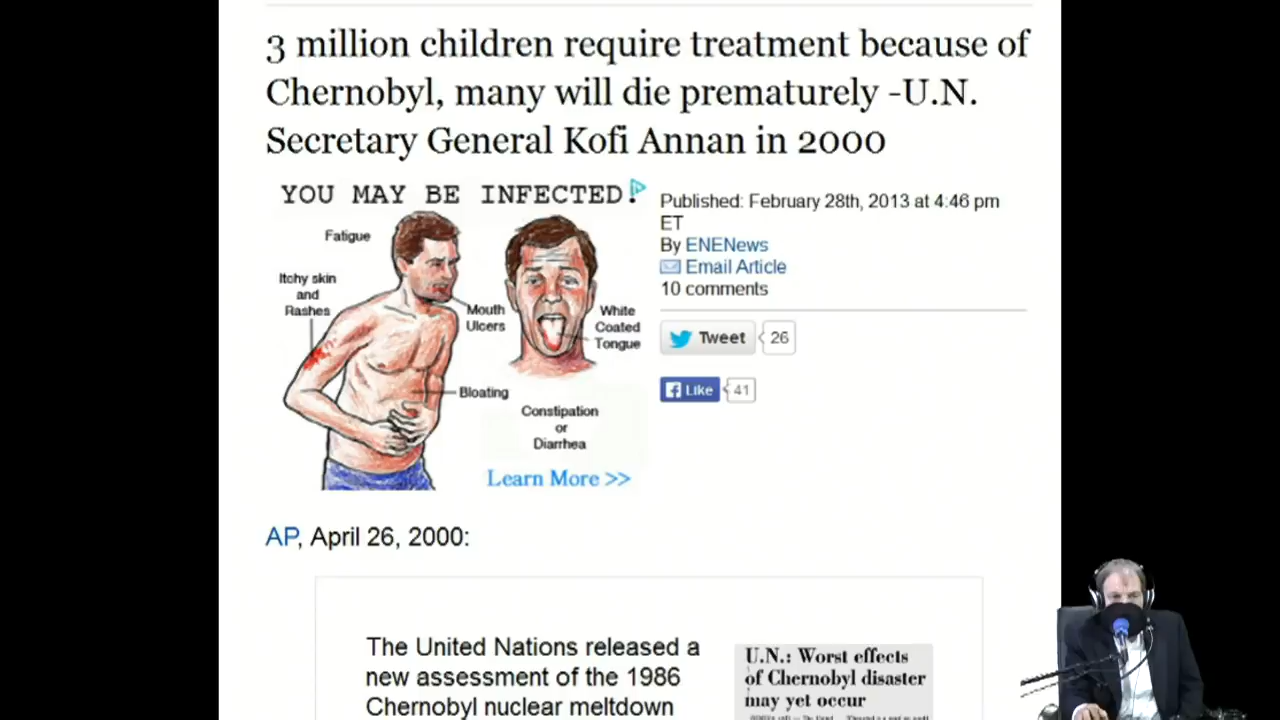 3 million children require treatment because of
Chernobyl, many will die prematurely -U.N.
Secretary General Kofi Annan in 2000
YOU MAY BE INFECTED!
Fatigue
Itchy skin
and
Rashes
Mouth
Ulcers
White
Coated
Tongue
Bloating
Constipation
or
Diarrhea
Learn More >>
Published: February 28th, 2013 at 4:46 pm
ET
By ENENews
Email Article
10 comments
Tweet 26
Like 41
AP, April 26, 2000:
The United Nations released a
new assessment of the 1986
Chernobyl nuclear meltdown
U.N.: Worst effects
of Chernobyl disaster
may yet occur